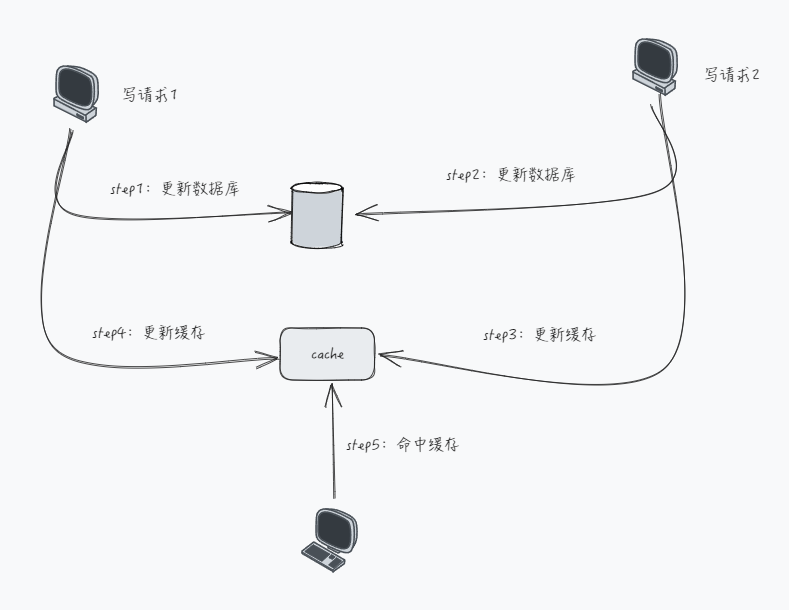 写请求1
写请求2
step1: 更新数据库
step2: 更新数据库
step4: 更新缓存
step3: 更新缓存
cache
step5: 命中缓存